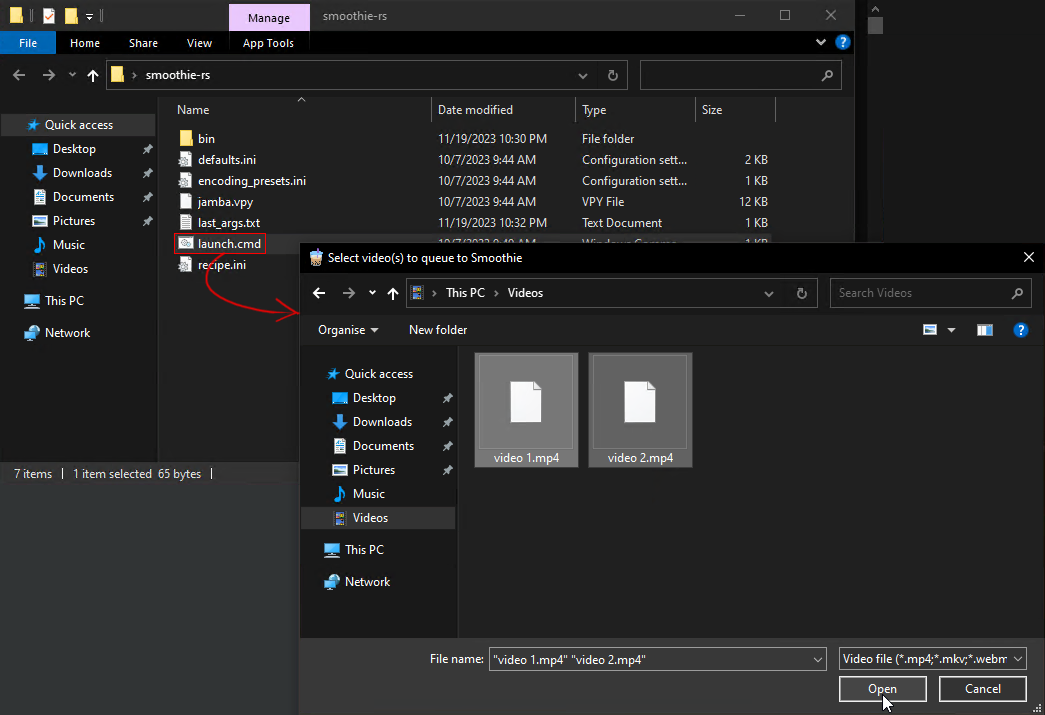 Manage
smoothie-rs
File
Home
Share
View
App Tools
smoothie-rs
Name
Date modified
Type
Size
Quick access
Desktop
Downloads
Documents
Pictures
Music
Videos
This PC
Network
bin 11/19/2023 10:30 PM File folder
defaults.ini 10/7/2023 9:44 AM Configuration sett... 2 KB
encoding_presets.ini 10/7/2023 9:44 AM Configuration sett... 1 KB
jamba.vpy 10/7/2023 9:44 AM VPY File 12 KB
last_args.txt 11/19/2023 10:32 PM Text Document 1 KB
launch.cmd
recipe.ini
7 items
1 item selected 65 bytes
Select video(s) to queue to Smoothie
This PC > Videos
Search Videos
Organise
New folder
Quick access
Desktop
Downloads
Documents
Pictures
Music
Videos
This PC
Network
video 1.mp4
video 2.mp4
File name: "video 1.mp4" "video 2.mp4"
Video file (*.mp4;*.mkv;*.webm
Open
Cancel